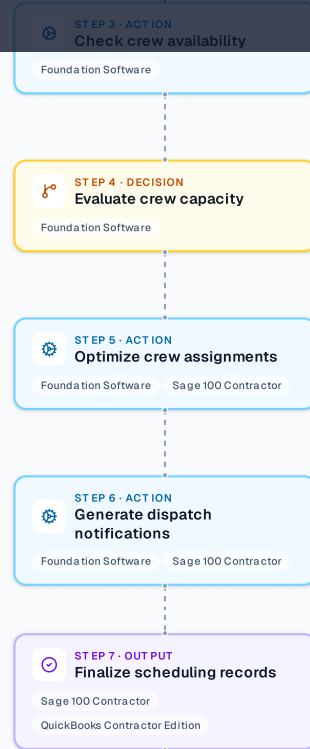 STEP 3 · ACTION
Check crew availability
Foundation Software
STEP 4 · DECISION
Evaluate crew capacity
Foundation Software
STEP 5 · ACTION
Optimize crew assignments
Foundation Software Sage 100 Contractor
STEP 6 · ACTION
Generate dispatch
notifications
Foundation Software Sage 100 Contractor
STEP 7 · OUTPUT
Finalize scheduling records
Sage 100 Contractor
QuickBooks Contractor Edition